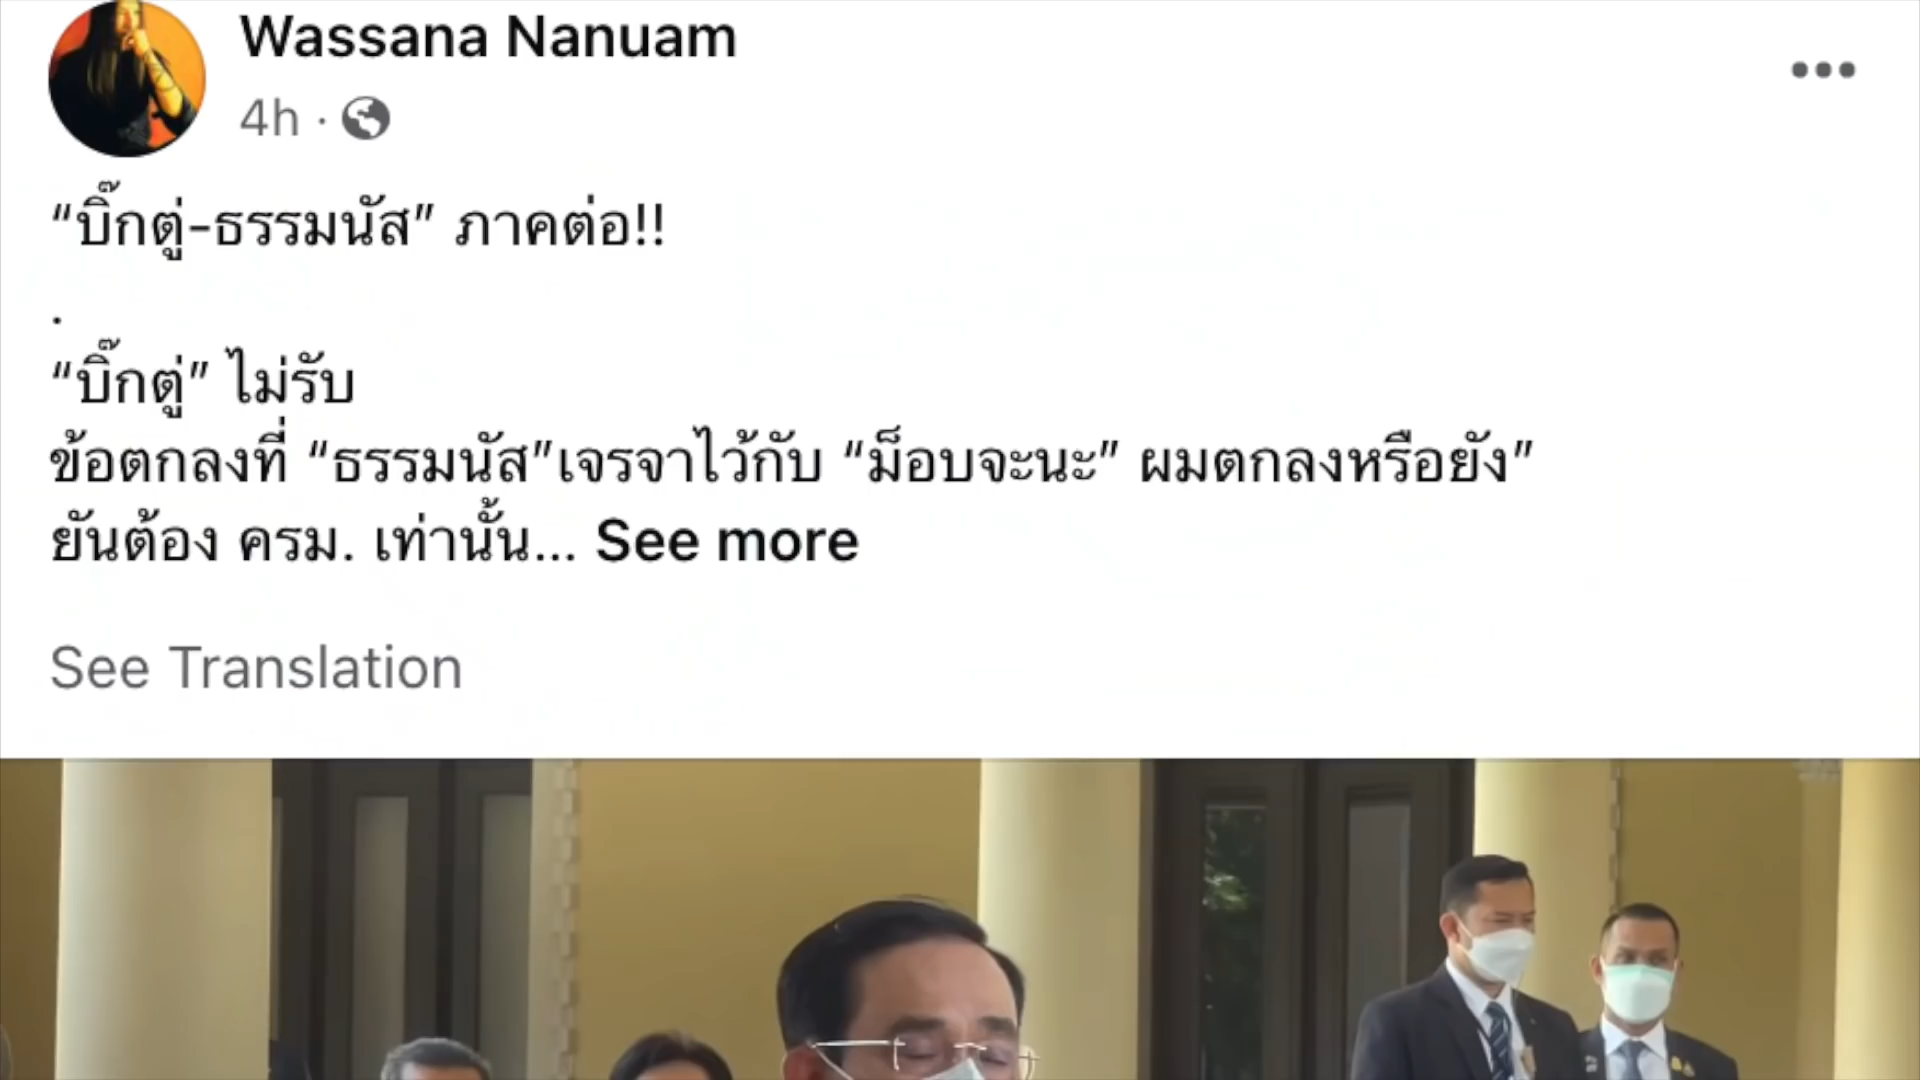 Wassana Nanuam
4h ·
“บิ๊กตู่-ธรรมนัส” ภาคต่อ!!
.
“บิ๊กตู่” ไม่รับ
ข้อตกลงที่ “ธรรมนัส”เจรจาไว้กับ “ม็อบจะนะ” ผมตกลงหรือยัง”
ยันต้อง ครม. เท่านั้น... See more
See Translation